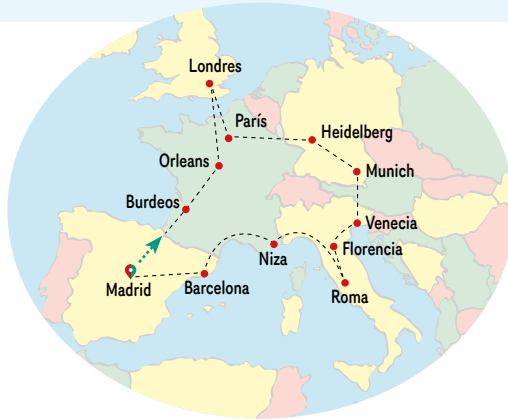 Londres
París
Heidelberg
Orleans
Munich
Burdeos
Venecia
Florencia
Niza
Madrid
Barcelona
Roma